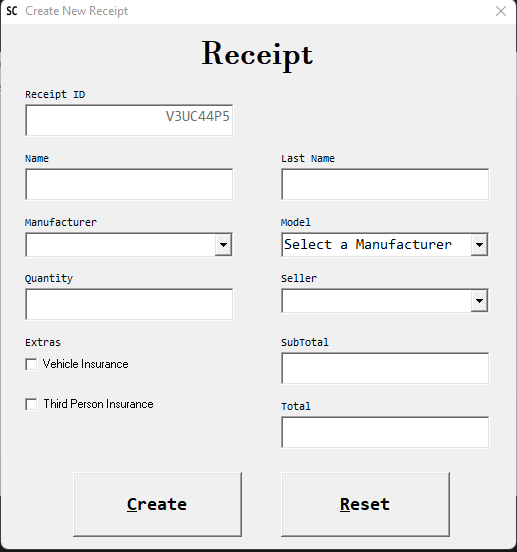 SC Create New Receipt
Receipt
Receipt ID
V3UC44P5
Name Last Name
Manufacturer Model
Select a Manufacturer
Quantity Seller
Extras SubTotal
Vehicle Insurance
Third Person Insurance
Total
Create Reset